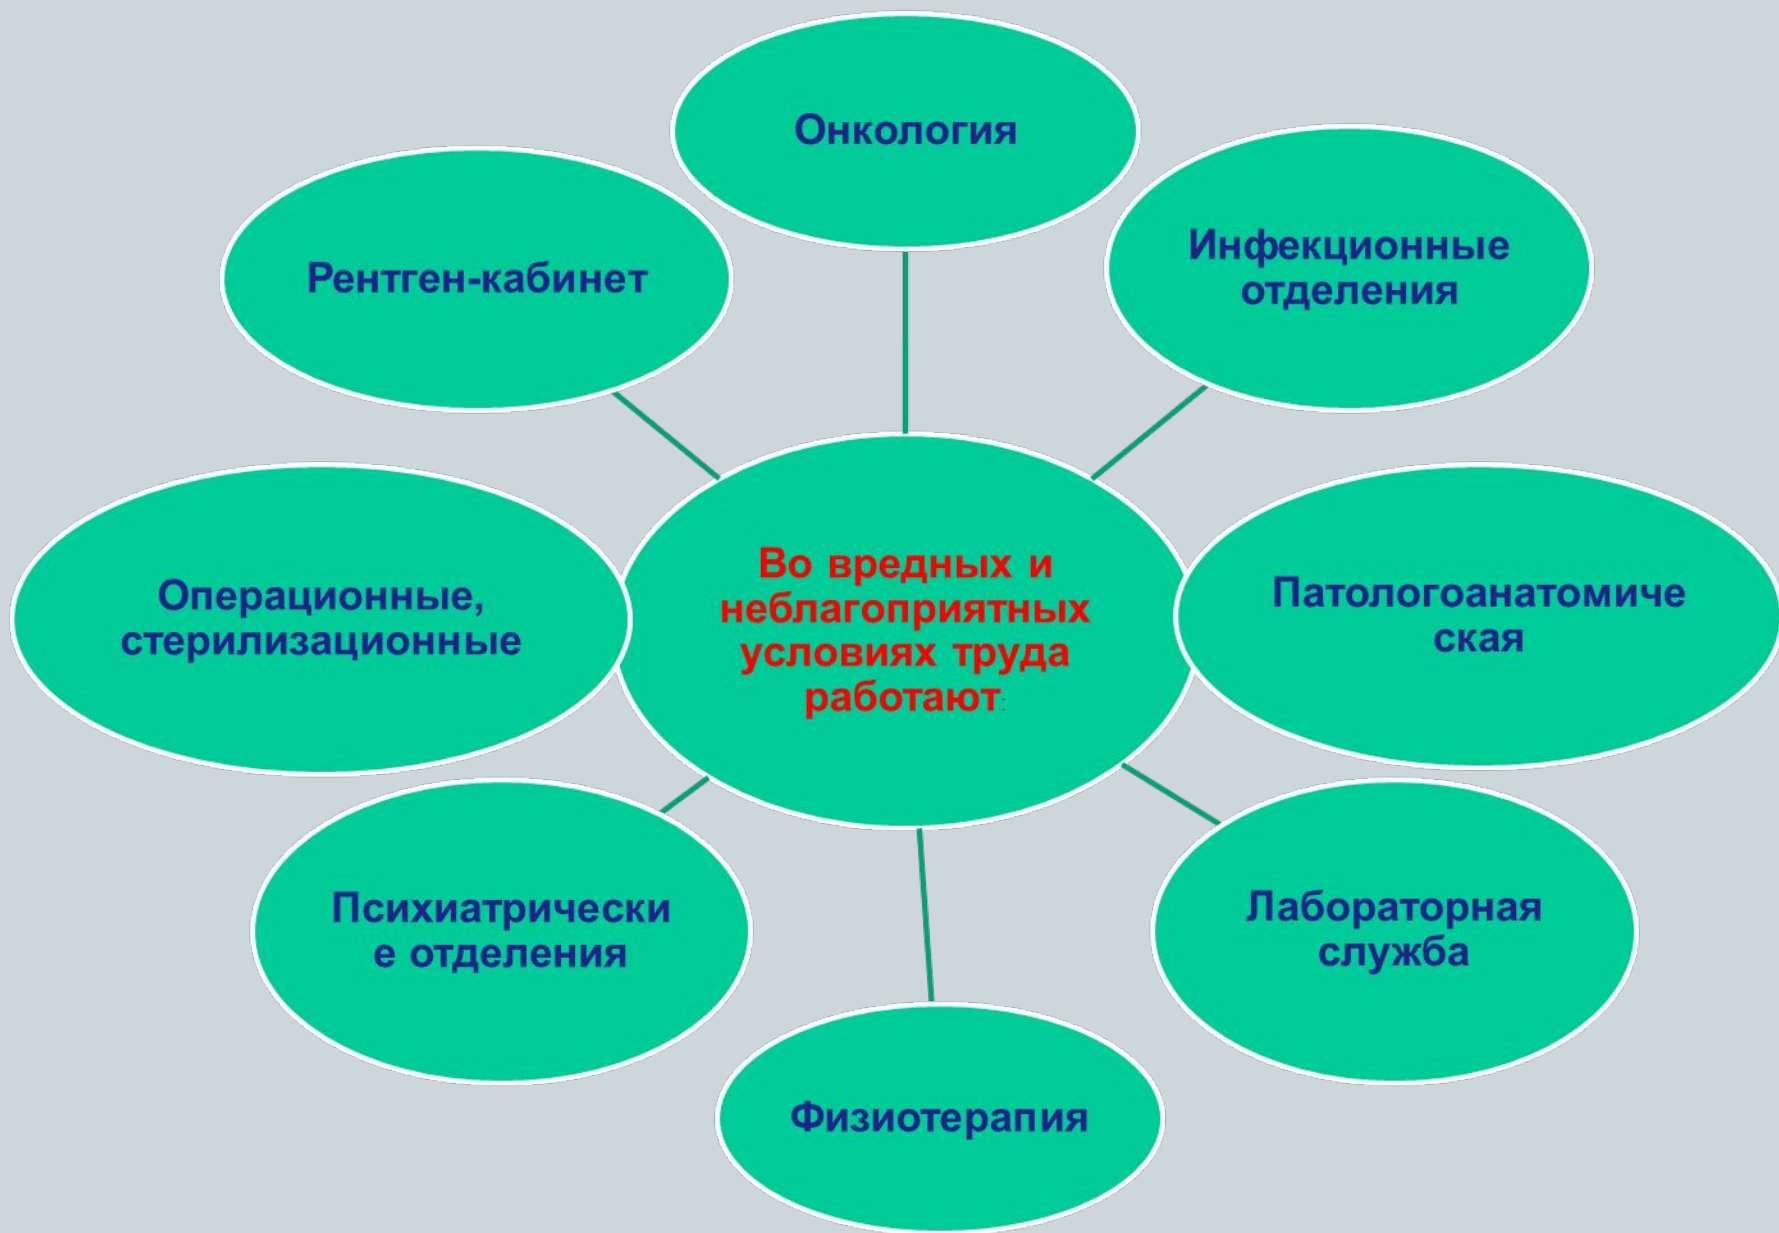 Онкология
Рентген-кабинет
Инфекционные
отделения
Операционные,
стерилизационные
Во вредных и
неблагоприятных
условиях труда
работают:
Патологоанатомиче
ская
Психиатрически
е отделения
Лабораторная
служба
Физиотерапия